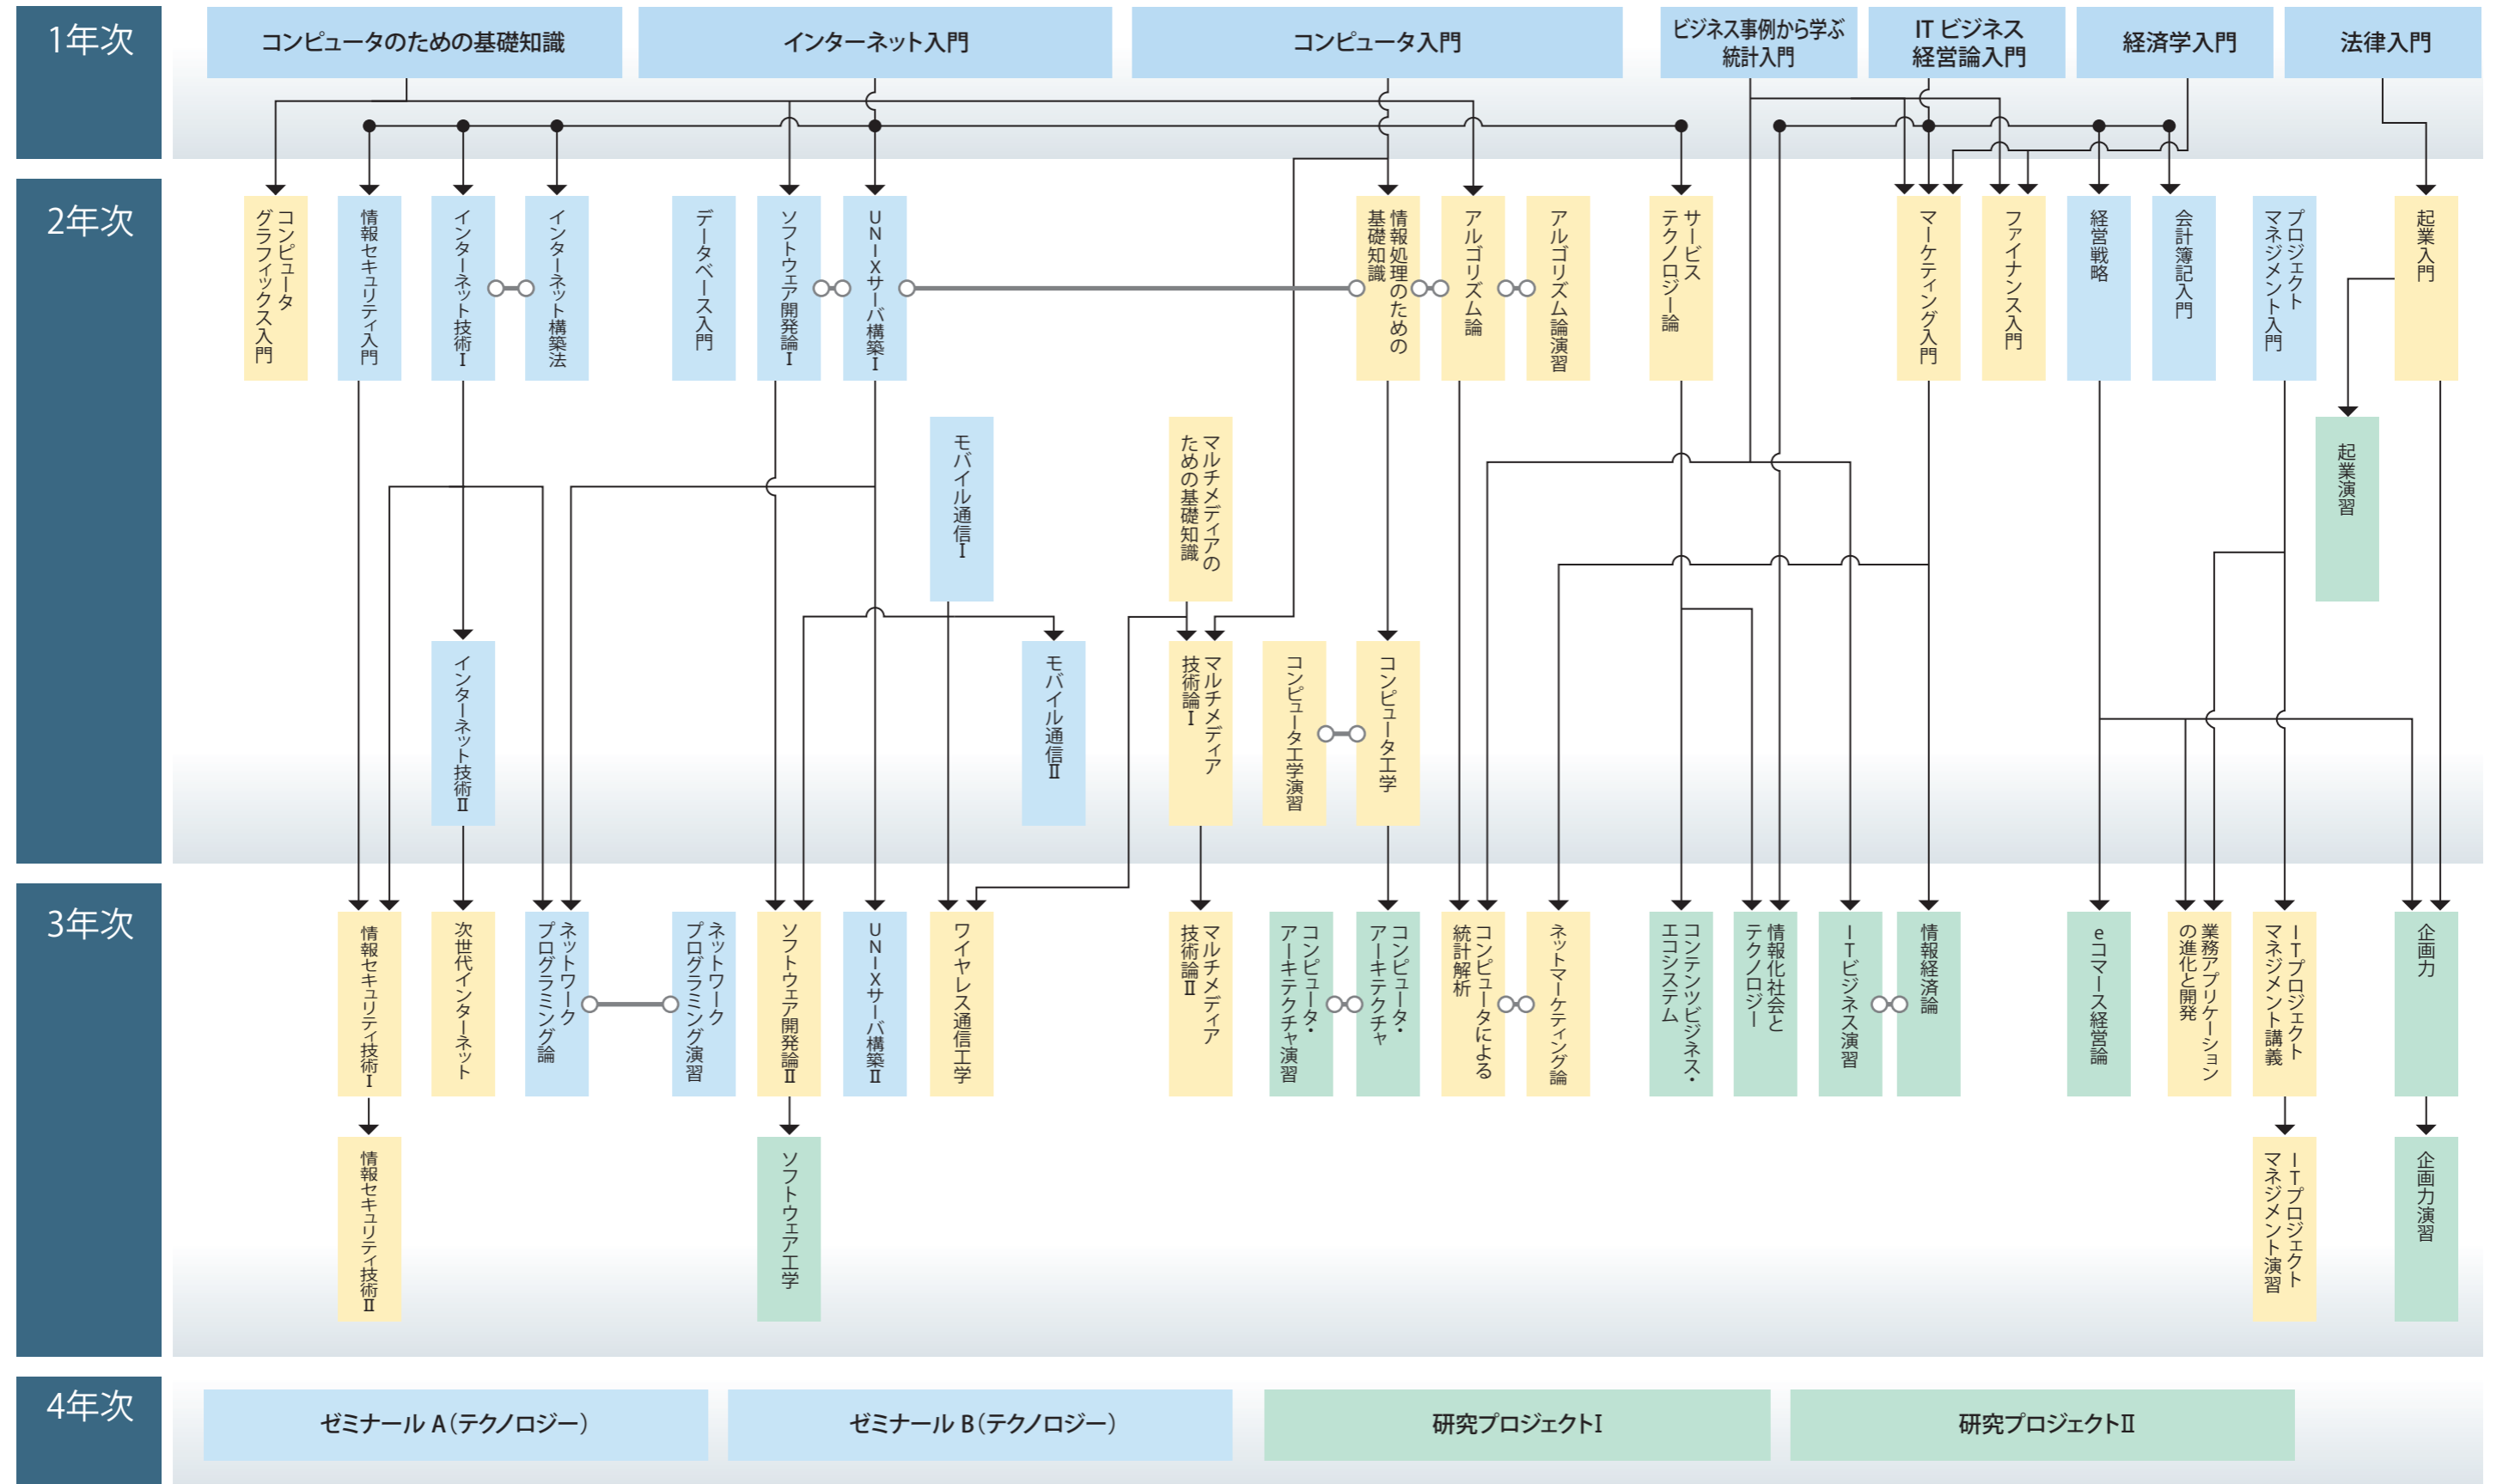 1年次
コンピュータのための基礎知識
インターネット入門
コンピュータ入門
ビジネス事例から学ぶ
統計入門
IT ビジネス
経営論入門
経済学入門
法律入門
2年次
コンピュータ
グラフィックス入門
情報セキュリティ入門
インターネット技術Ⅰ
インターネット構築法
データベース入門
ソフトウェア開発論Ⅰ
UNIXサーバ構築Ⅰ
情報処理のための
基礎知識
アルゴリズム論
アルゴリズム論演習
サービス
テクノロジー論
マーケティング入門
ファイナンス入門
経営戦略
会計簿記入門
プロジェクト
マネジメント入門
起業入門
モバイル通信Ⅰ
マルチメディアの
ための基礎知識
起業演習
インターネット技術Ⅱ
モバイル通信Ⅱ
マルチメディア
技術論Ⅰ
コンピュータ工学演習
コンピュータ工学
3年次
情報セキュリティ技術Ⅰ
次世代インターネット
ネットワーク
プログラミング論
ネットワーク
プログラミング演習
ソフトウェア開発論Ⅱ
UNIXサーバ構築Ⅱ
ワイヤレス通信工学
マルチメディア
技術論Ⅱ
コンピュータ・
アーキテクチャ演習
コンピュータ・
アーキテクチャ
コンピュータによる
統計解析
ネットマーケティング論
コンテンツビジネス・
エコシステム
情報化社会と
テクノロジー
ITビジネス演習
情報経済論
eコマース経営論
業務アプリケーション
の進化と開発
ITプロジェクト
マネジメント講義
企画力
情報セキュリティ技術Ⅱ
ソフトウェア工学
ITプロジェクト
マネジメント演習
企画力演習
4年次
ゼミナール A（テクノロジー）
ゼミナール B（テクノロジー）
研究プロジェクトⅠ
研究プロジェクトⅡ